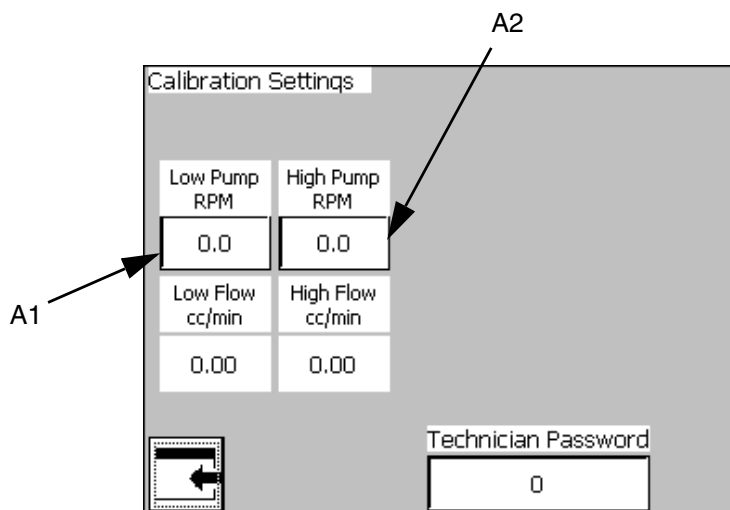 A2
Calibration Settings
Low Pump
RPM
High Pump
RPM
0.0
0.0
A1
Low Flow
cc/min
High Flow
cc/min
0.00
0.00
Technician Password
0